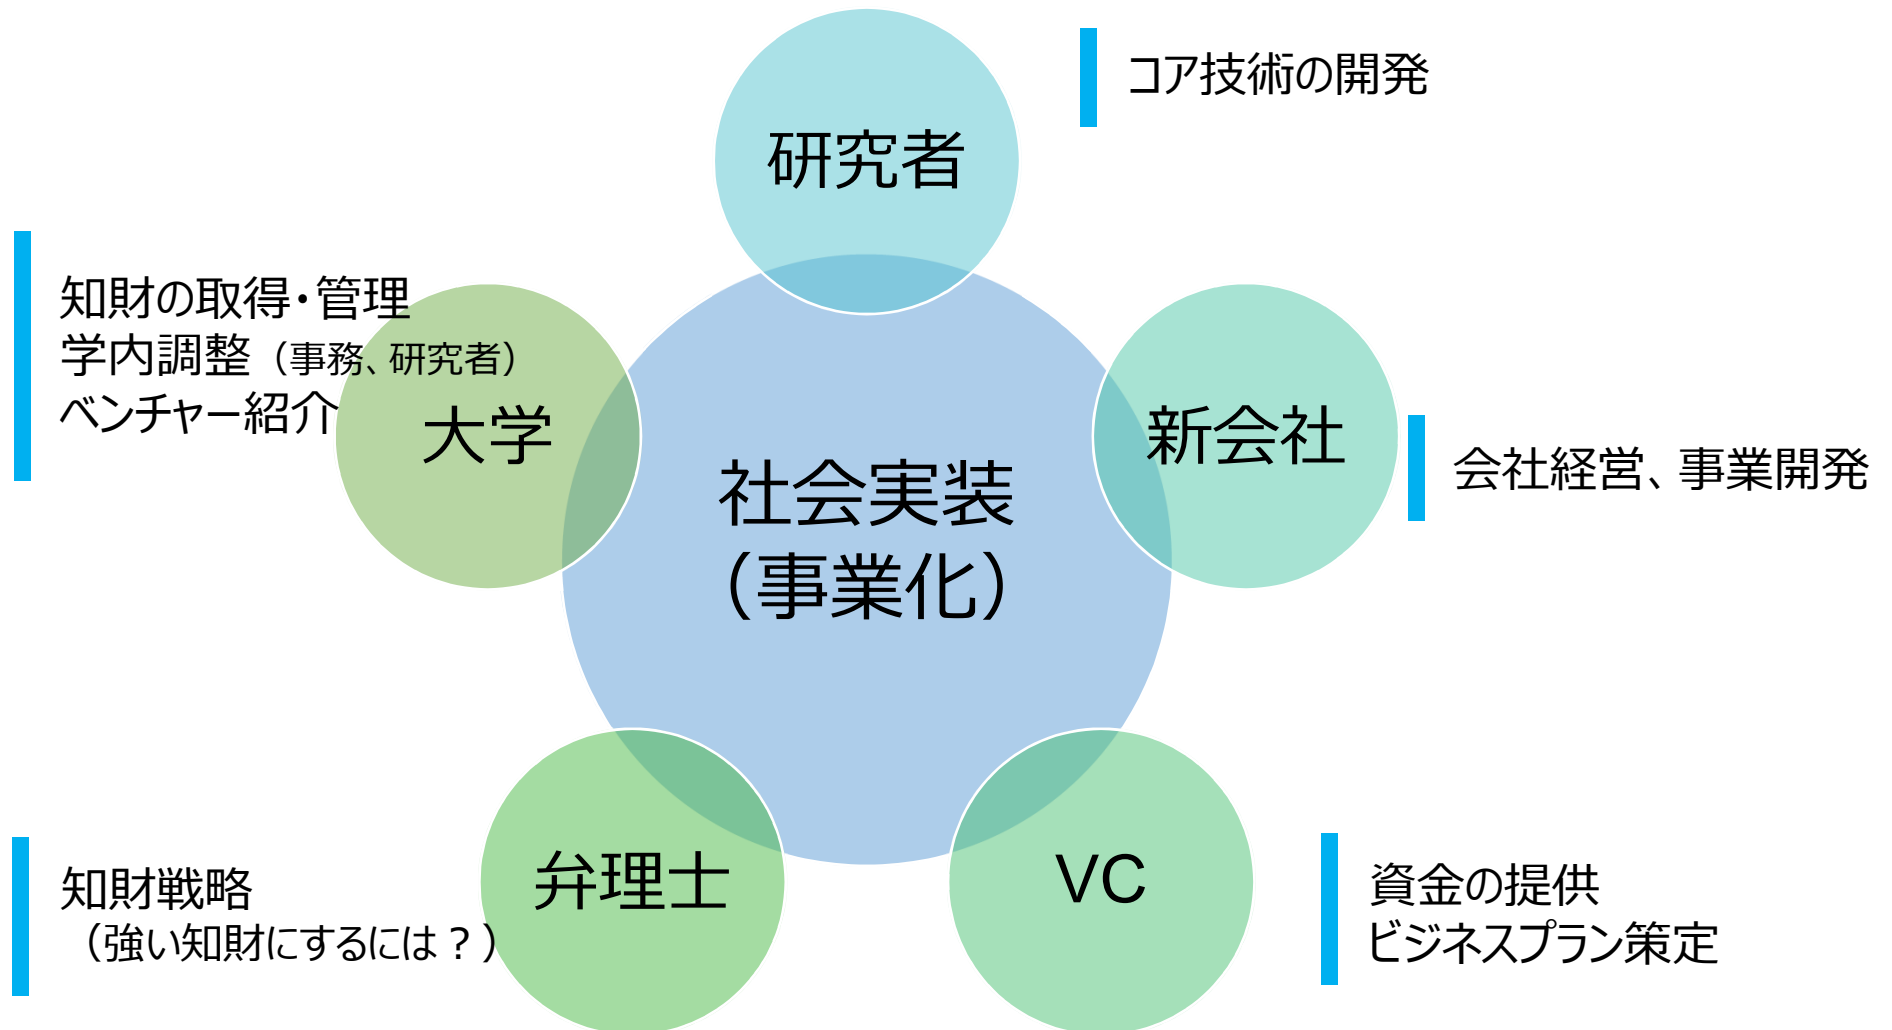 コア技術の開発
研究者
知財の取得・管理
学内調整（事務、研究者）
ベンチャー紹介
大学
新会社
会社経営、事業開発
社会実装
（事業化）
弁理士
VC
知財戦略
（強い知財にするには？）
資金の提供
ビジネスプラン策定